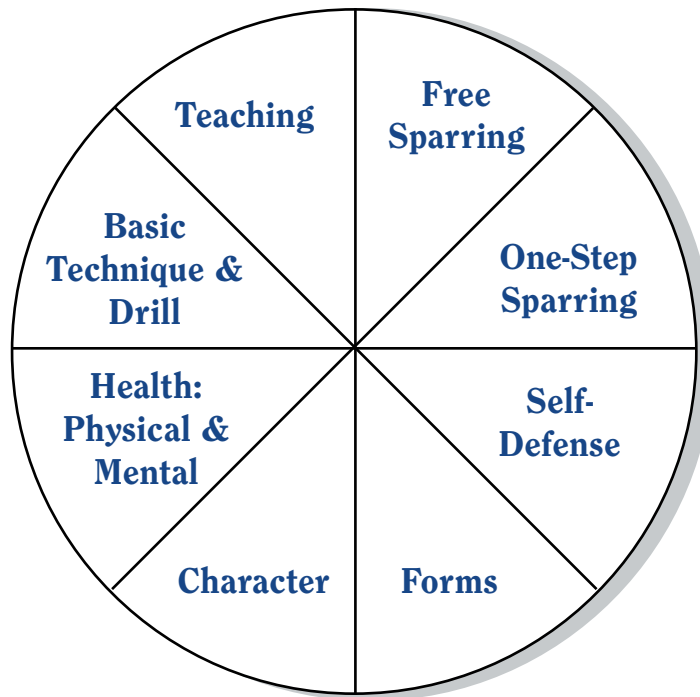 Teaching
Free
Sparring
One-Step
Sparring
Self-
Defense
Forms
Character
Health:
Physical &
Mental
Basic
Technique &
Drill